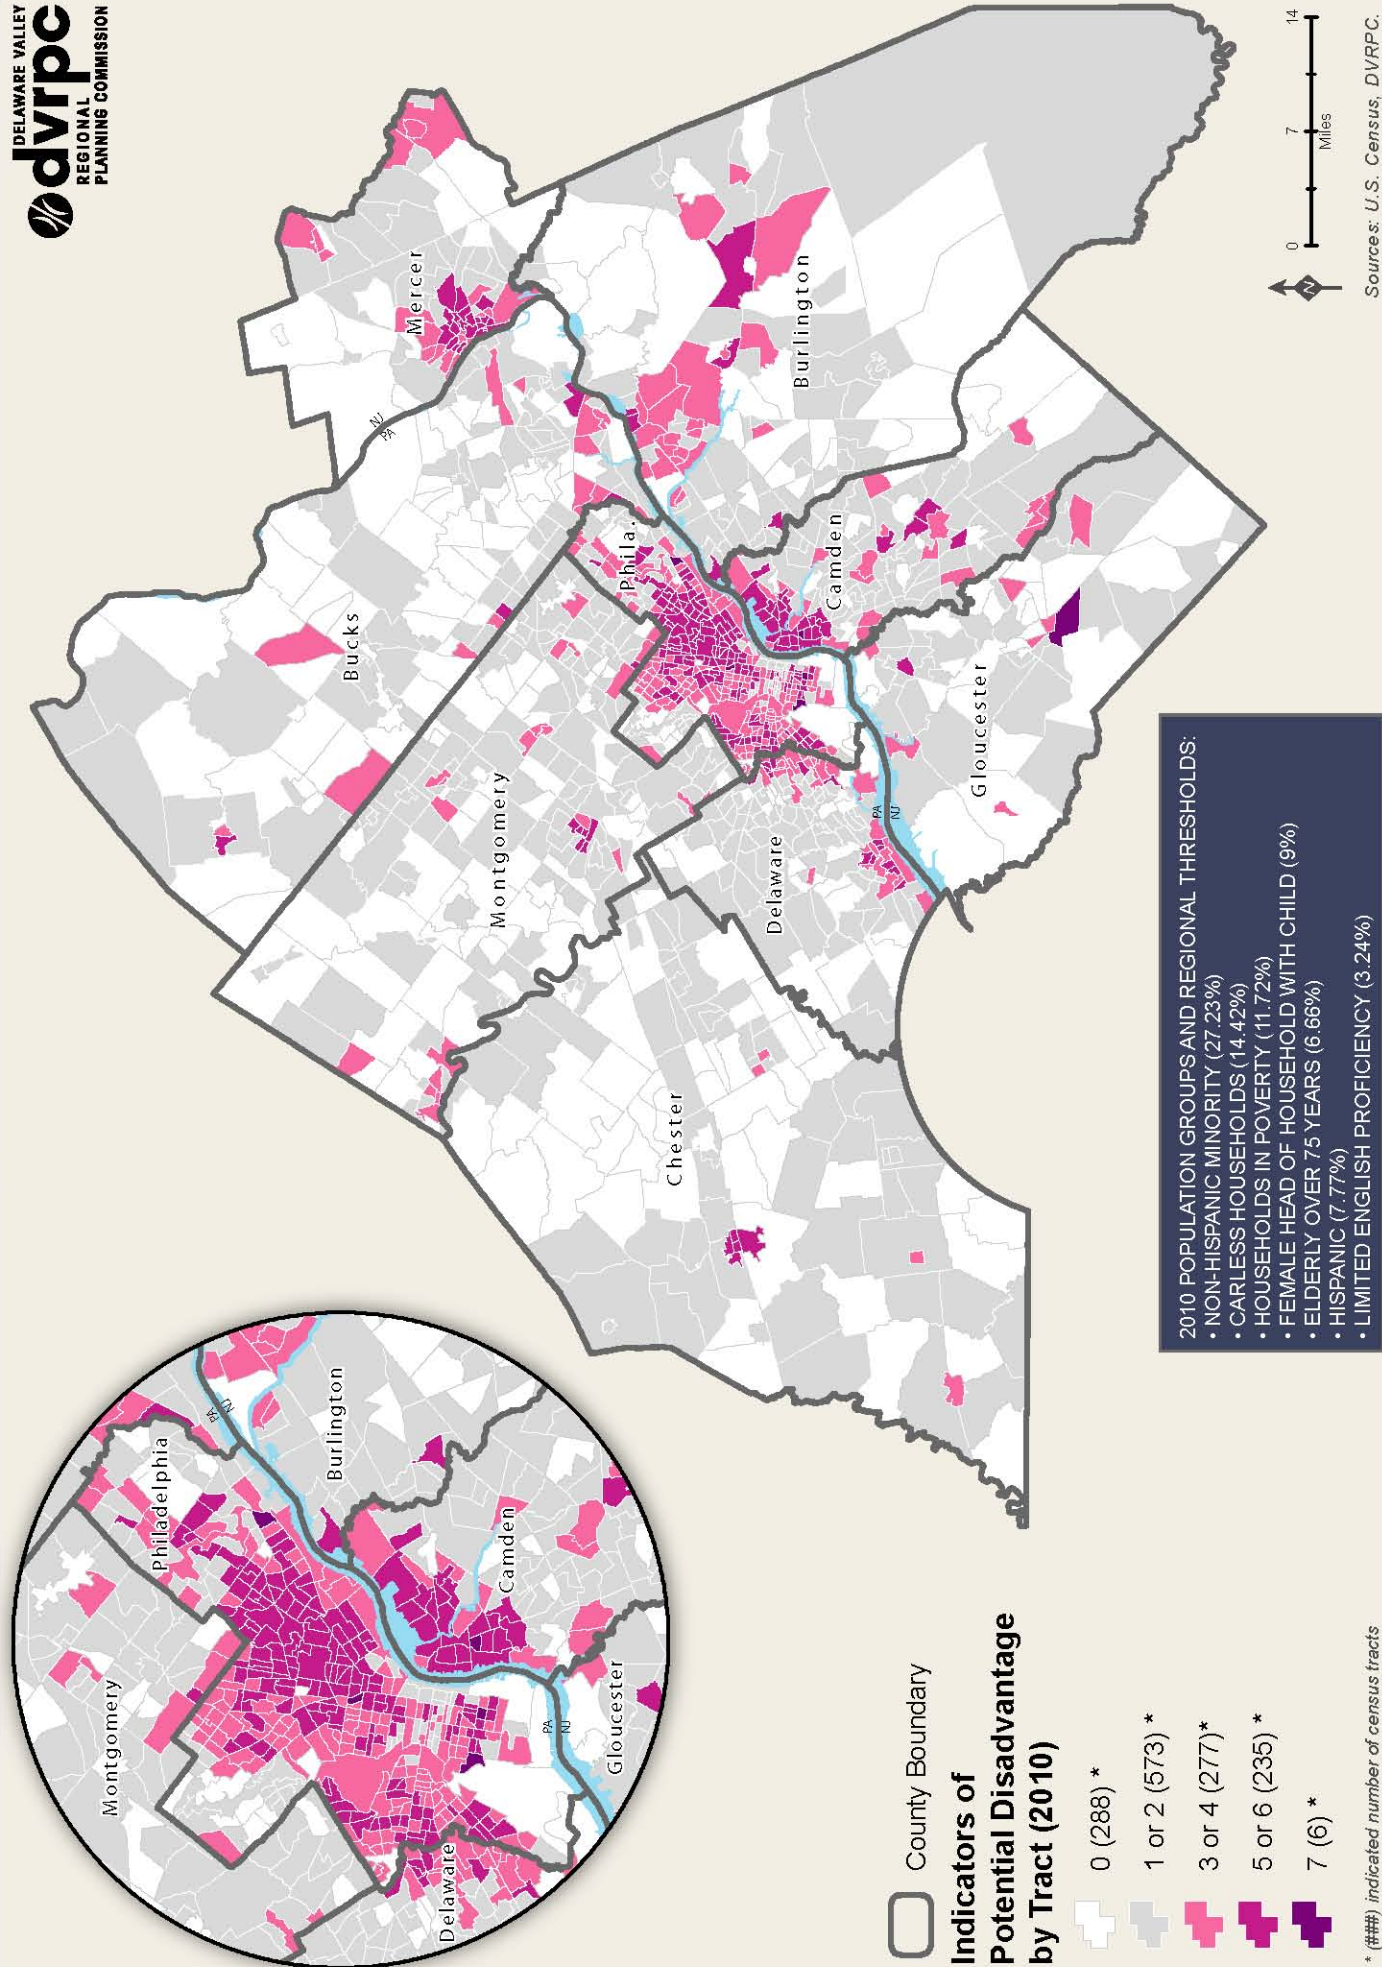 DELAWARE VALLEY
dvrpc
REGIONAL
PLANNING COMMISSION
Montgomery
Philadelphia
PA
NJ
Burlington
Delaware
Camden
PA
NJ
Gloucester
Bucks
Mercer
NJ
PA
Montgomery
Phila.
Burlington
Chester
Delaware
Camden
PA
NJ
Gloucester
County Boundary
Indicators of
Potential Disadvantage
by Tract (2010)
0 (288) *
1 or 2 (573) *
3 or 4 (277)*
5 or 6 (235) *
7 (6) *
* (###) indicated number of census tracts
2010 POPULATION GROUPS AND REGIONAL THRESHOLDS:
• NON-HISPANIC MINORITY (27.23%)
• CARLESS HOUSEHOLDS (14.42%)
• HOUSEHOLDS IN POVERTY (11.72%)
• FEMALE HEAD OF HOUSEHOLD WITH CHILD (9%)
• ELDERLY OVER 75 YEARS (6.66%)
• HISPANIC (7.77%)
• LIMITED ENGLISH PROFICIENCY (3.24%)
N
0 7 14
Miles
Sources: U.S. Census, DVRPC.